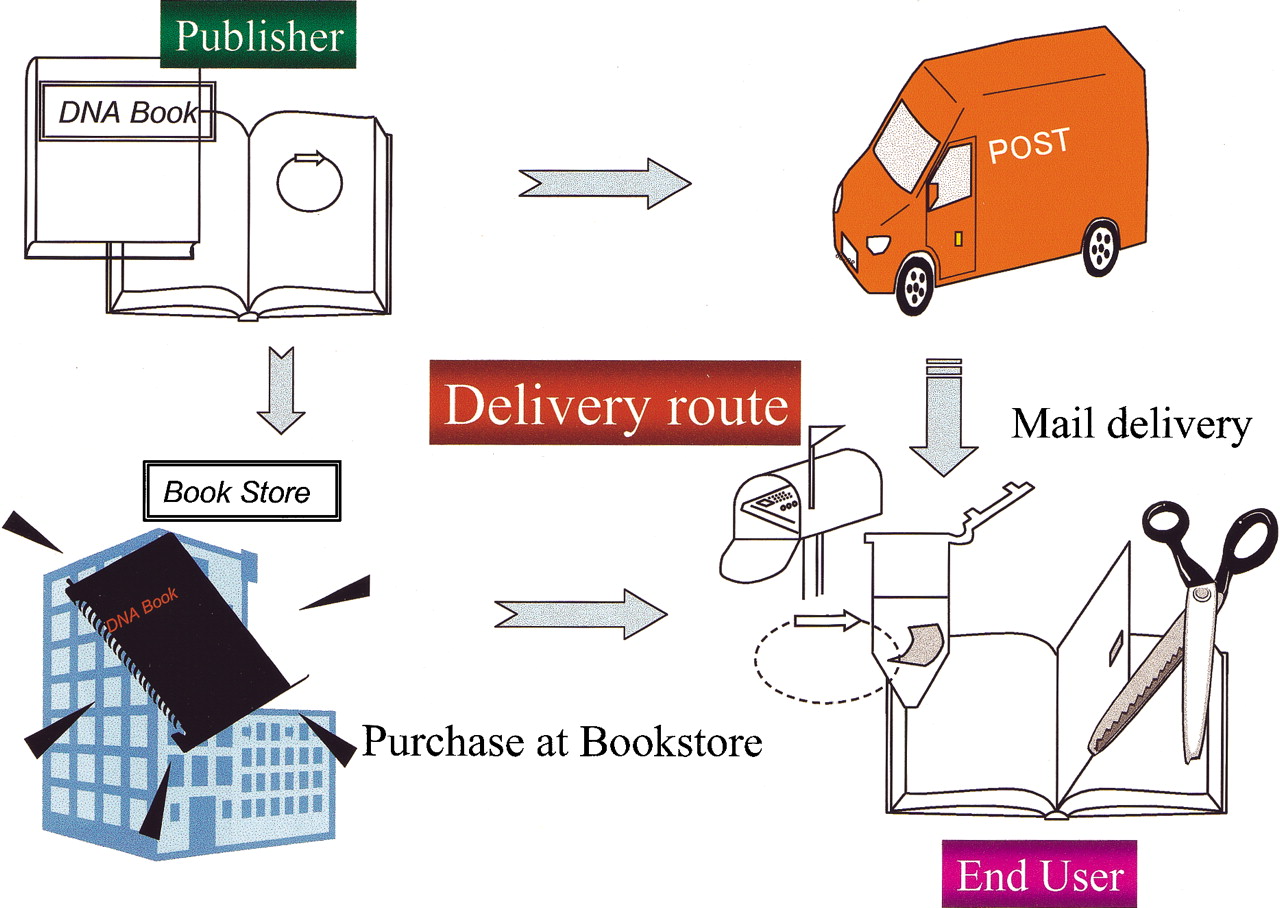 Publisher
DNA Book
POST
Delivery route
Mail delivery
Book Store
DNA Book
Purchase at Bookstore
End User